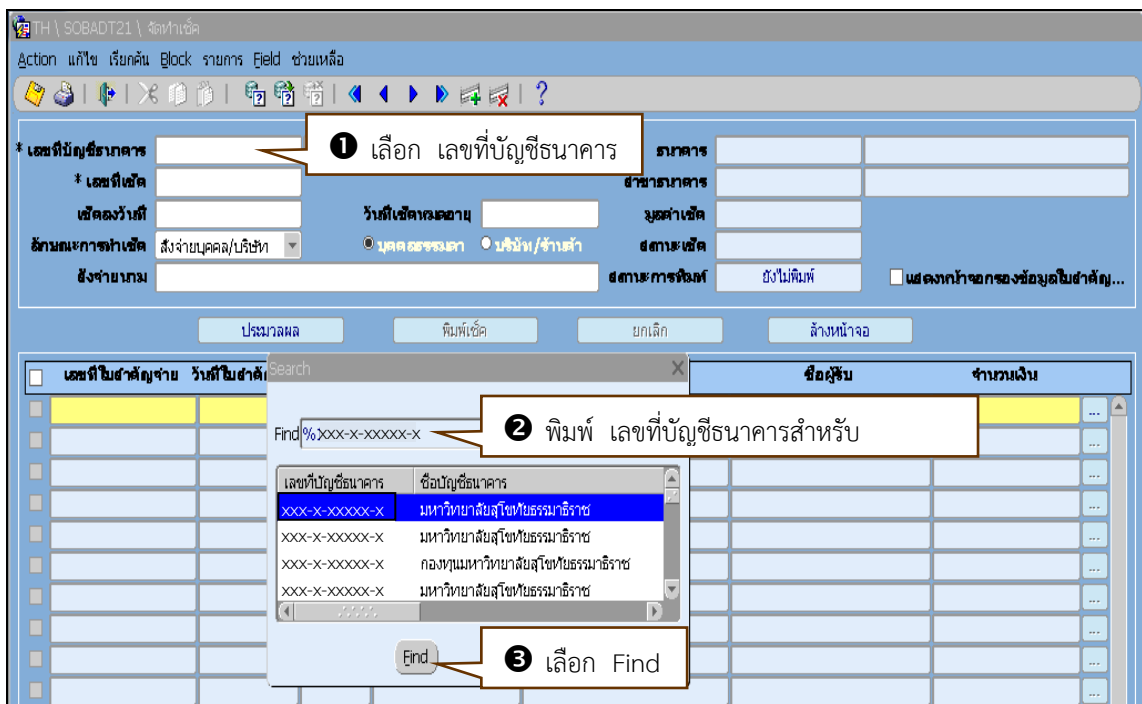 TH \ SOBADT21 \ จัดทำเช็ค
Action แก้ไข เรียกค้น Block รายการ Field ช่วยเหลือ
❶ เลือก เลขที่บัญชีธนาคาร
* เลขที่บัญชีธนาคาร ธนาคาร
* เลขที่เช็ค สาขาธนาคาร
เช็คลงวันที่ วันที่เช็คหมดอายุ มูลค่าเช็ค
ลักษณะการทำเช็ค สั่งจ่ายบุคคล/บริษัท บุคคลธรรมดา บริษัท/ร้านค้า สถานะเช็ค
สั่งจ่ายนาม สถานะการพิมพ์ ยังไม่พิมพ์ แสดงหน้าจอกรองข้อมูลใบสำคัญ...
ประมวลผล พิมพ์เช็ค ยกเลิก ล้างหน้าจอ
เลขที่ใบสำคัญจ่าย วันที่ใบสำคั ชื่อผู้รับ จำนวนเงิน
Search X
Find %xxx-x-xxxxx-x
❷ พิมพ์ เลขที่บัญชีธนาคารสำหรับ
เลขที่บัญชีธนาคาร ชื่อบัญชีธนาคาร
xxx-x-xxxxx-x มหาวิทยาลัยสุโขทัยธรรมาธิราช
xxx-x-xxxxx-x มหาวิทยาลัยสุโขทัยธรรมาธิราช
xxx-x-xxxxx-x กองทุนมหาวิทยาลัยสุโขทัยธรรมาธิราช
xxx-x-xxxxx-x มหาวิทยาลัยสุโขทัยธรรมาธิราช
Find
❸ เลือก Find